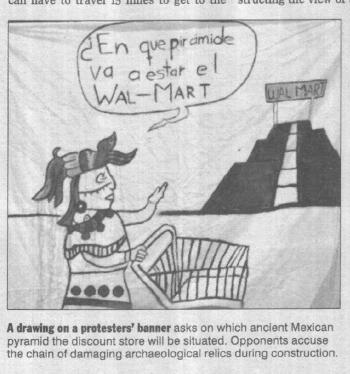 can have to travel 15 miles to get to the
structing the view of
¿En que piramide
va a estar el
WAL-MART
WAL MART
A drawing on a protesters' banner asks on which ancient Mexican
pyramid the discount store will be situated. Opponents accuse
the chain of damaging archaeological relics during construction.